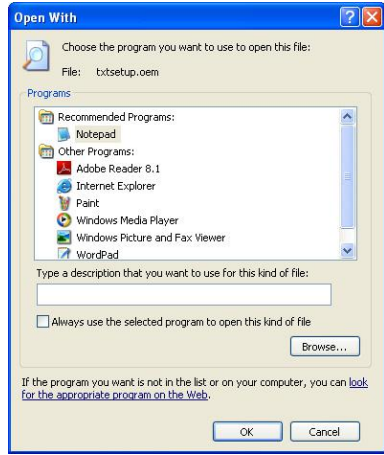 Open With
Choose the program you want to use to open this file:
File: txtsetup.oem
Programs
Recommended Programs:
Notepad
Other Programs:
Adobe Reader 8.1
Internet Explorer
Paint
Windows Media Player
Windows Picture and Fax Viewer
WordPad
Type a description that you want to use for this kind of file:
Always use the selected program to open this kind of file
Browse...
If the program you want is not in the list or on your computer, you can look
for the appropriate program on the Web.
OK Cancel